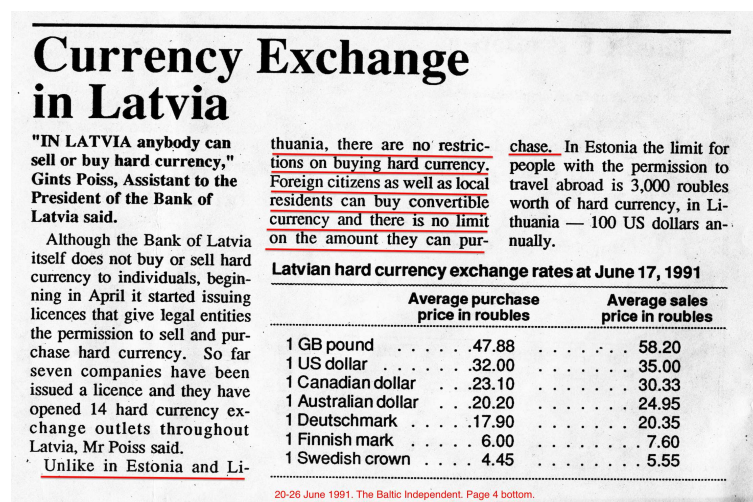 Currency Exchange
in Latvia
"IN LATVIA anybody can
sell or buy hard currency,"
Gints Poiss, Assistant to the
President of the Bank of
Latvia said.
Although the Bank of Latvia
itself does not buy or sell hard
currency to individuals, begin-
ning in April it started issuing
licences that give legal entities
the permission to sell and pur-
chase hard currency. So far
seven companies have been
issued a licence and they have
opened 14 hard currency ex-
change outlets throughout
Latvia, Mr Poiss said.
Unlike in Estonia and Li-
thuania, there are no restric-
tions on buying hard currency.
Foreign citizens as well as local
residents can buy convertible
currency and there is no limit
on the amount they can pur-
chase. In Estonia the limit for
people with the permission to
travel abroad is 3,000 roubles
worth of hard currency, in Li-
thuania — 100 US dollars an-
nually.
Latvian hard currency exchange rates at June 17, 1991
Average purchase Average sales
price in roubles price in roubles
1 GB pound . . . . . . .47.88 . . . . . . . 58.20
1 US dollar . . . . . . .32.00 . . . . . . . 35.00
1 Canadian dollar . . . .23.10 . . . . . . . 30.33
1 Australian dollar . . . .20.20 . . . . . . . 24.95
1 Deutschmark . . . . .17.90 . . . . . . . 20.35
1 Finnish mark . . . . . 6.00 . . . . . . . 7.60
1 Swedish crown . . . . 4.45 . . . . . . . 5.55
20-26 June 1991. The Baltic Independent. Page 4 bottom.